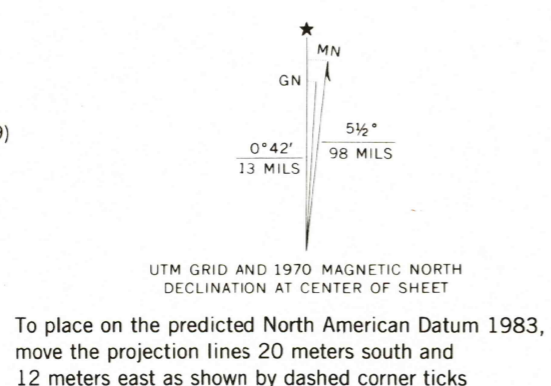 ★
MN
GN
5½°
98 MILS
0°42′
13 MILS
9)
UTM GRID AND 1970 MAGNETIC NORTH
DECLINATION AT CENTER OF SHEET
To place on the predicted North American Datum 1983,
move the projection lines 20 meters south and
12 meters east as shown by dashed corner ticks